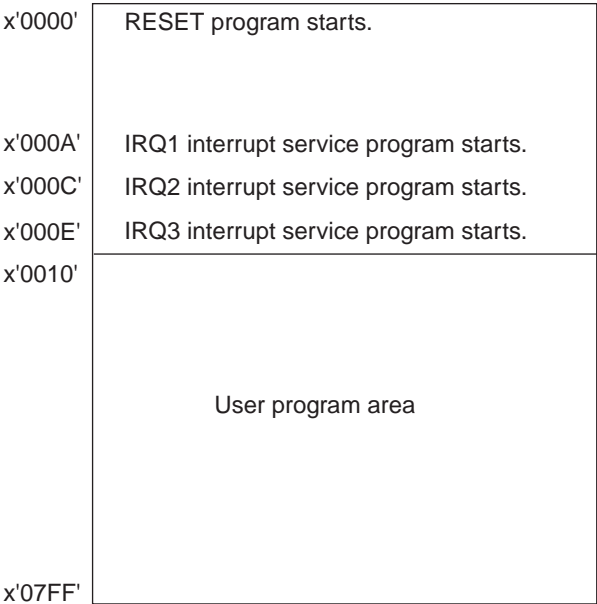 x'0000' RESET program starts.
x'000A' IRQ1 interrupt service program starts.
x'000C' IRQ2 interrupt service program starts.
x'000E' IRQ3 interrupt service program starts.
x'0010'
User program area
x'07FF'